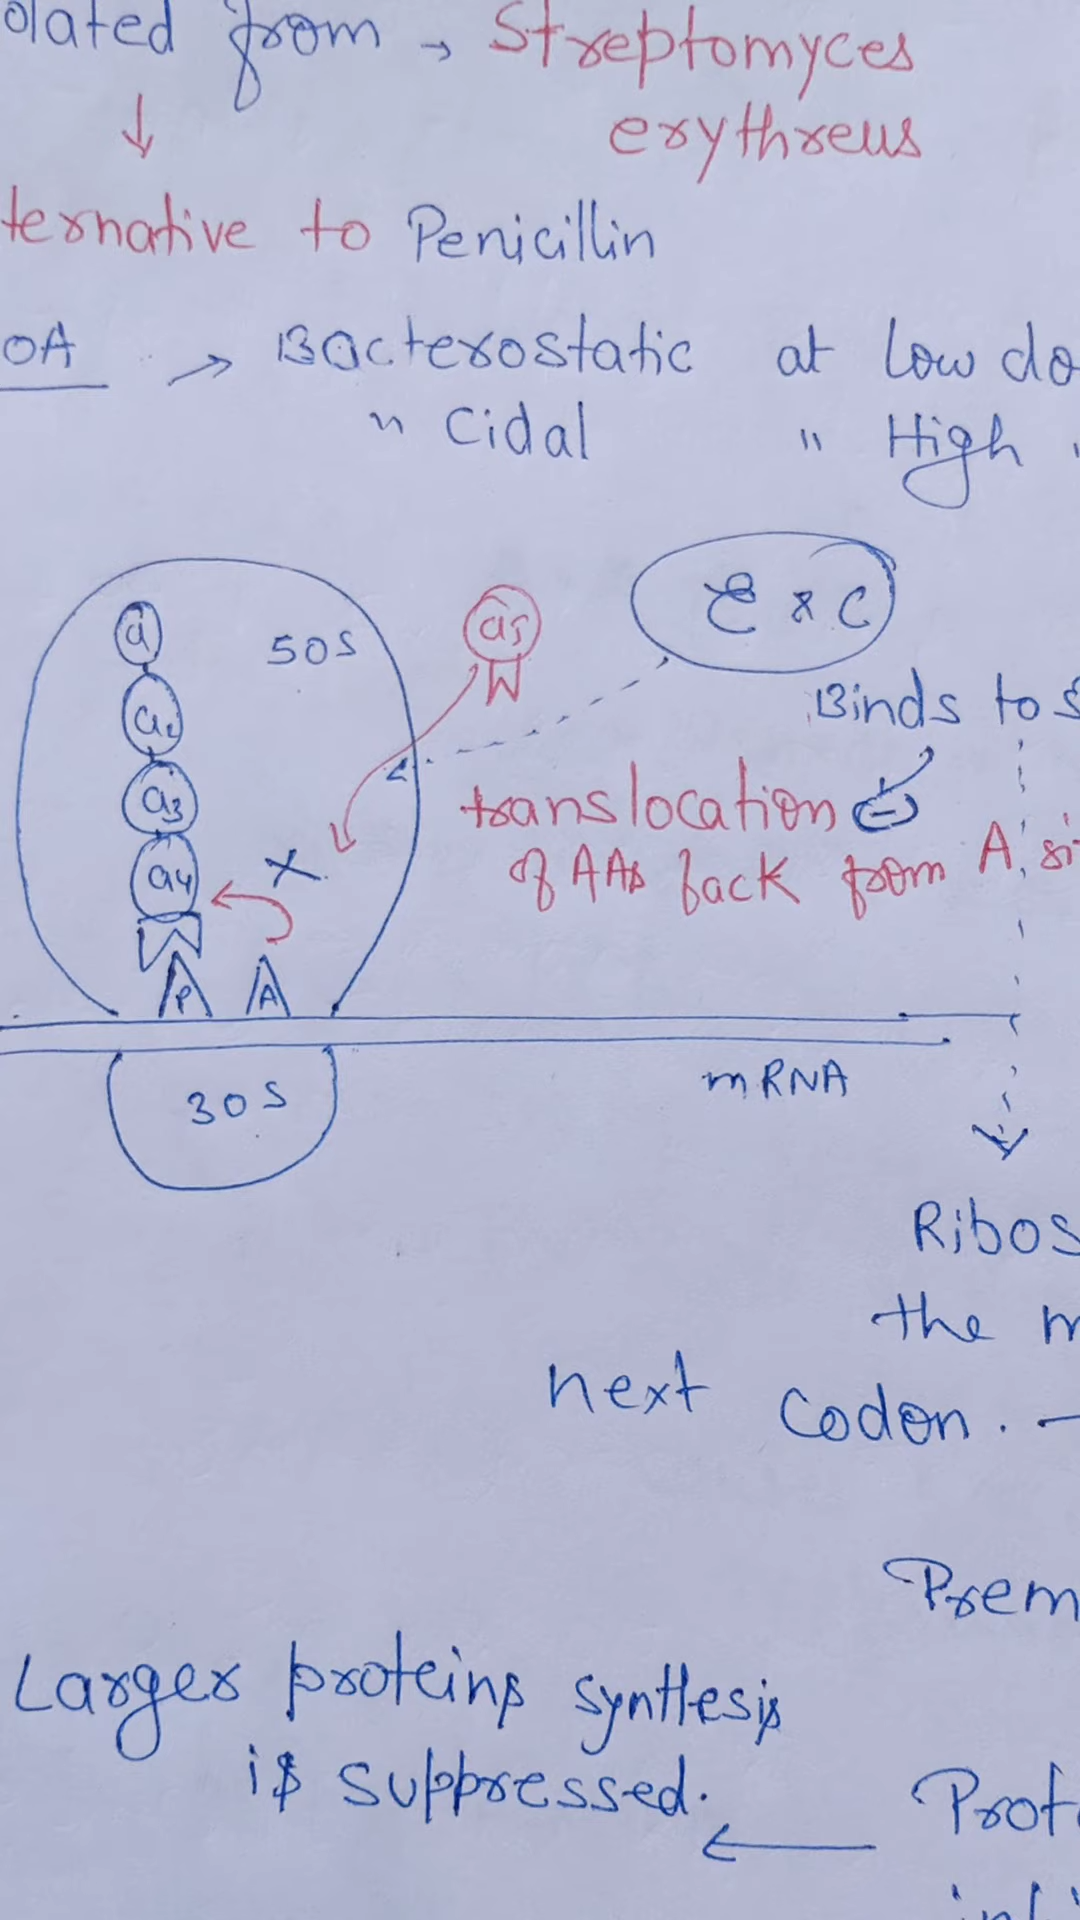 olated from → Streptomyces
erythreus
ternative to Penicillin
OA → Bacterostatic at low do
" Cidal " High "
50s
a
a2
a3
a4
a5
E x C
Binds to 5
translocation
of AAs back from A si
P A
30s
mRNA
Ribos
the m
next codon.
Prem
Larger proteins synthesis
is suppressed.
Prot